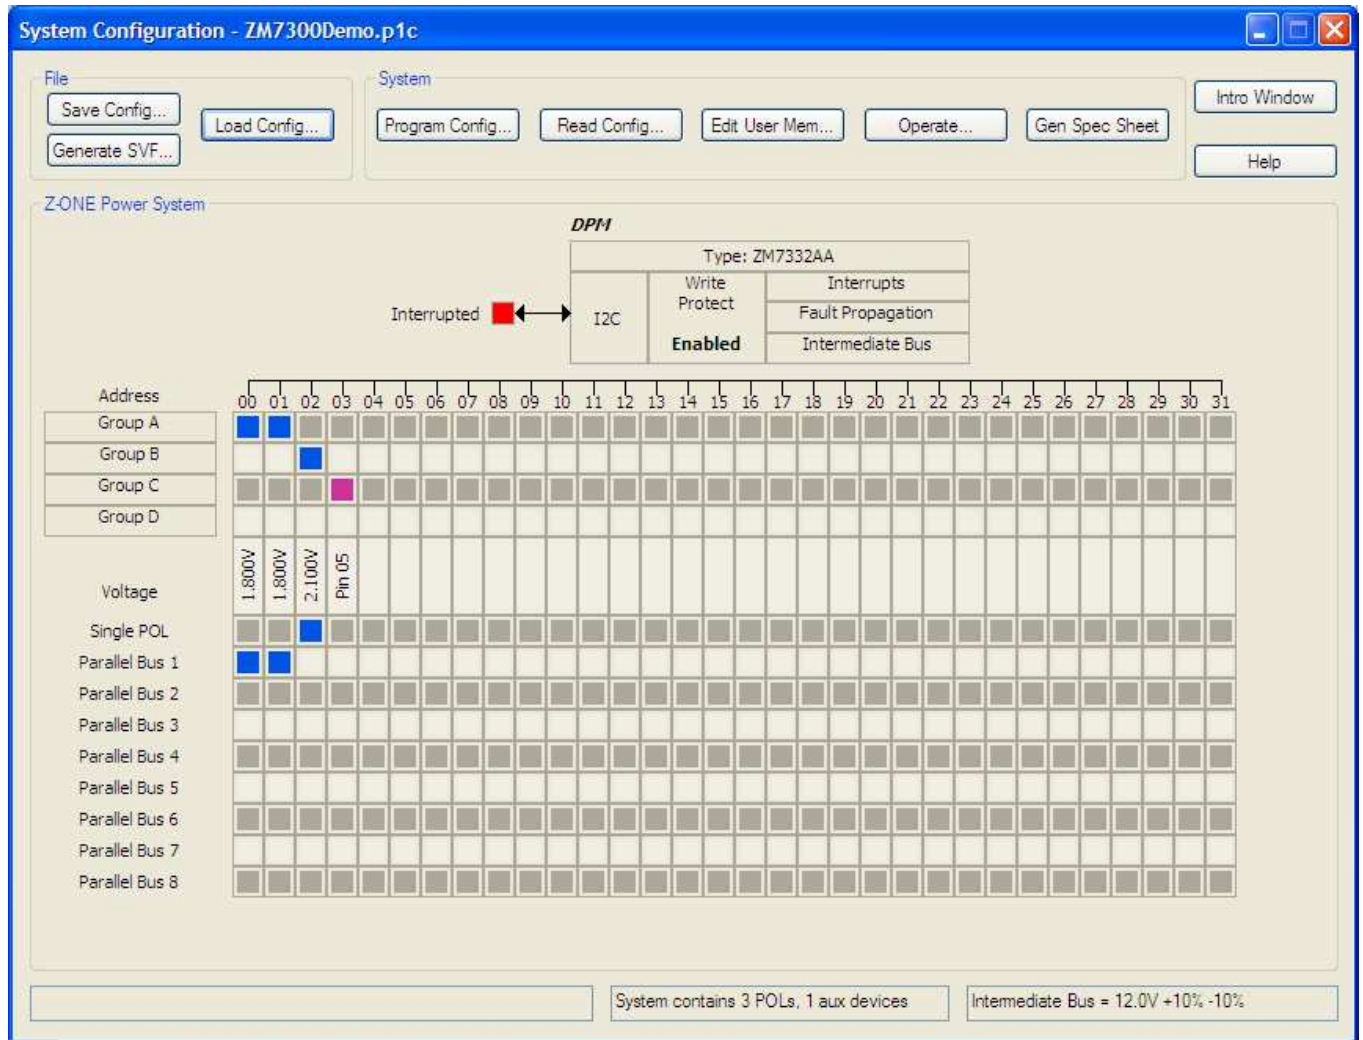 System Configuration - ZM7300Demo.p1c
File
System
Save Config...
Load Config...
Generate SVF...
Program Config...
Read Config...
Edit User Mem...
Operate...
Gen Spec Sheet
Intro Window
Help
Z-ONE Power System
DPM
Type: ZM7332AA
Interrupted
I2C
Write
Protect
Enabled
Interrupts
Fault Propagation
Intermediate Bus
Address 00 01 02 03 04 05 06 07 08 09 10 11 12 13 14 15 16 17 18 19 20 21 22 23 24 25 26 27 28 29 30 31
Group A
Group B
Group C
Group D
Voltage 1.800V 1.800V 2.100V Pin 05
Single POL
Parallel Bus 1
Parallel Bus 2
Parallel Bus 3
Parallel Bus 4
Parallel Bus 5
Parallel Bus 6
Parallel Bus 7
Parallel Bus 8
System contains 3 POLs, 1 aux devices
Intermediate Bus = 12.0V +10% -10%